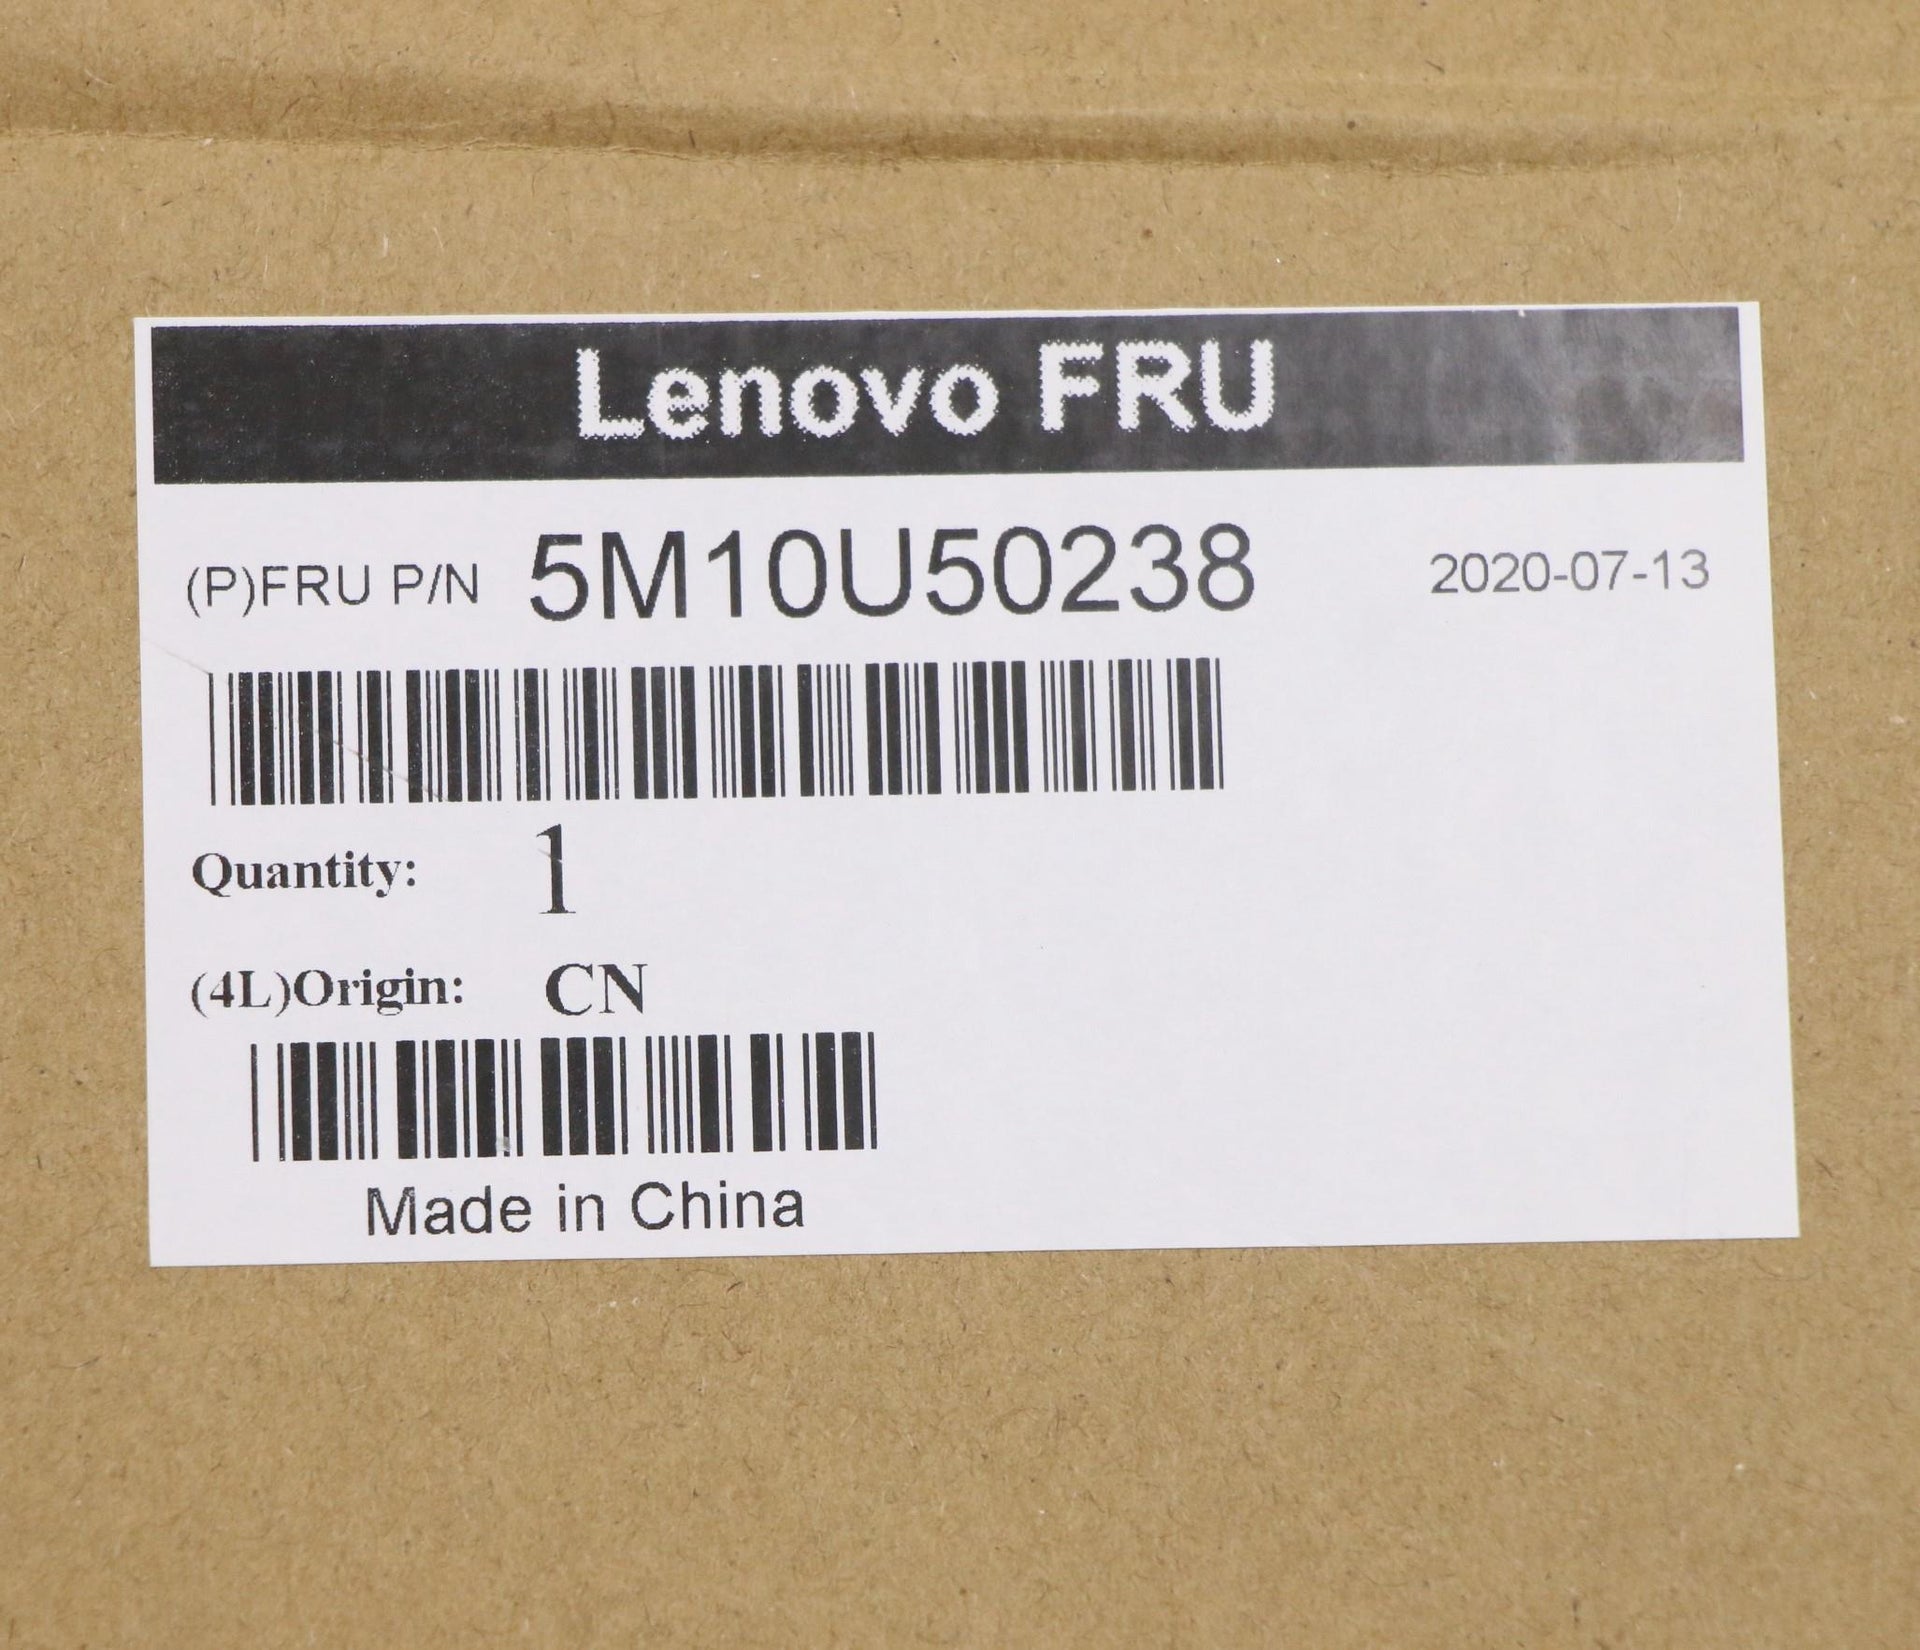 Lenovo FRU
(P)FRU P/N 5M10U50238 2020-07-13
Quantity: 1
(4L)Origin: CN
Made in China